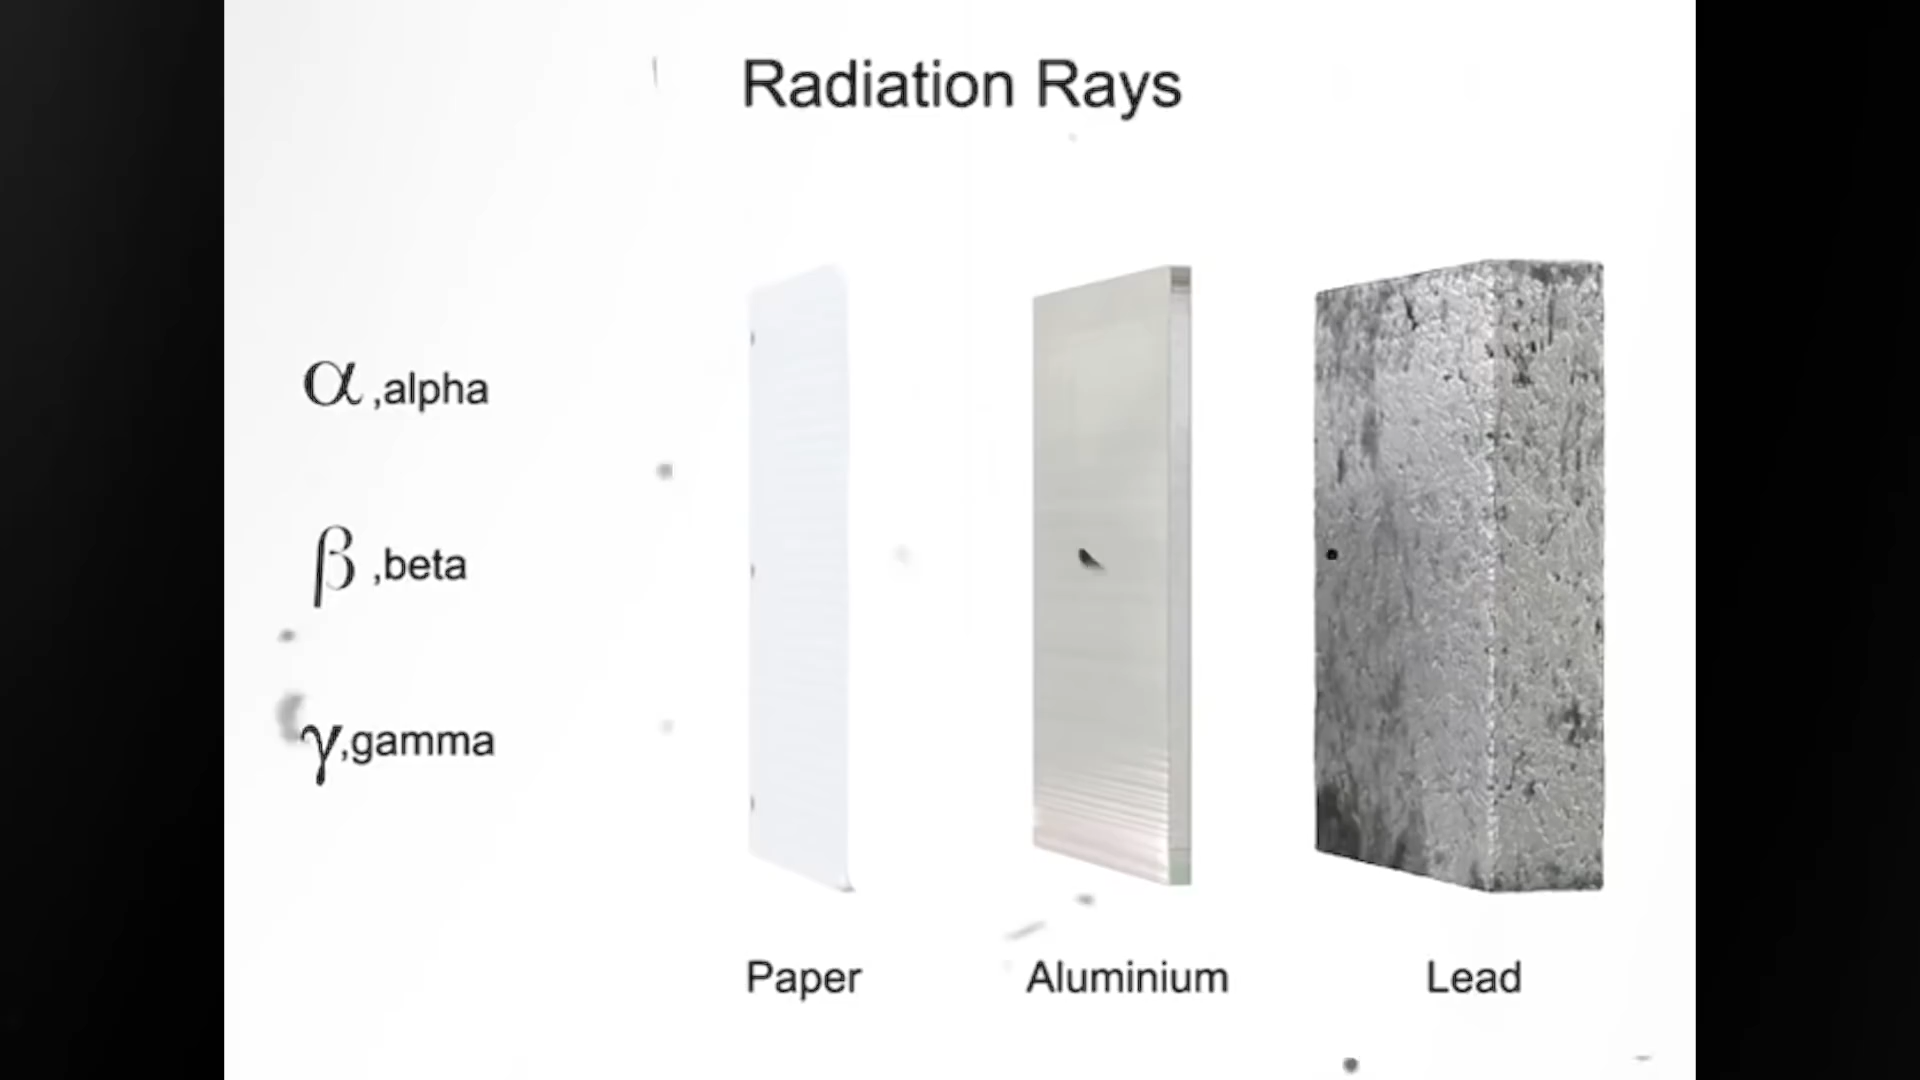 Radiation Rays
α ,alpha
β ,beta
γ,gamma
Paper
Aluminium
Lead